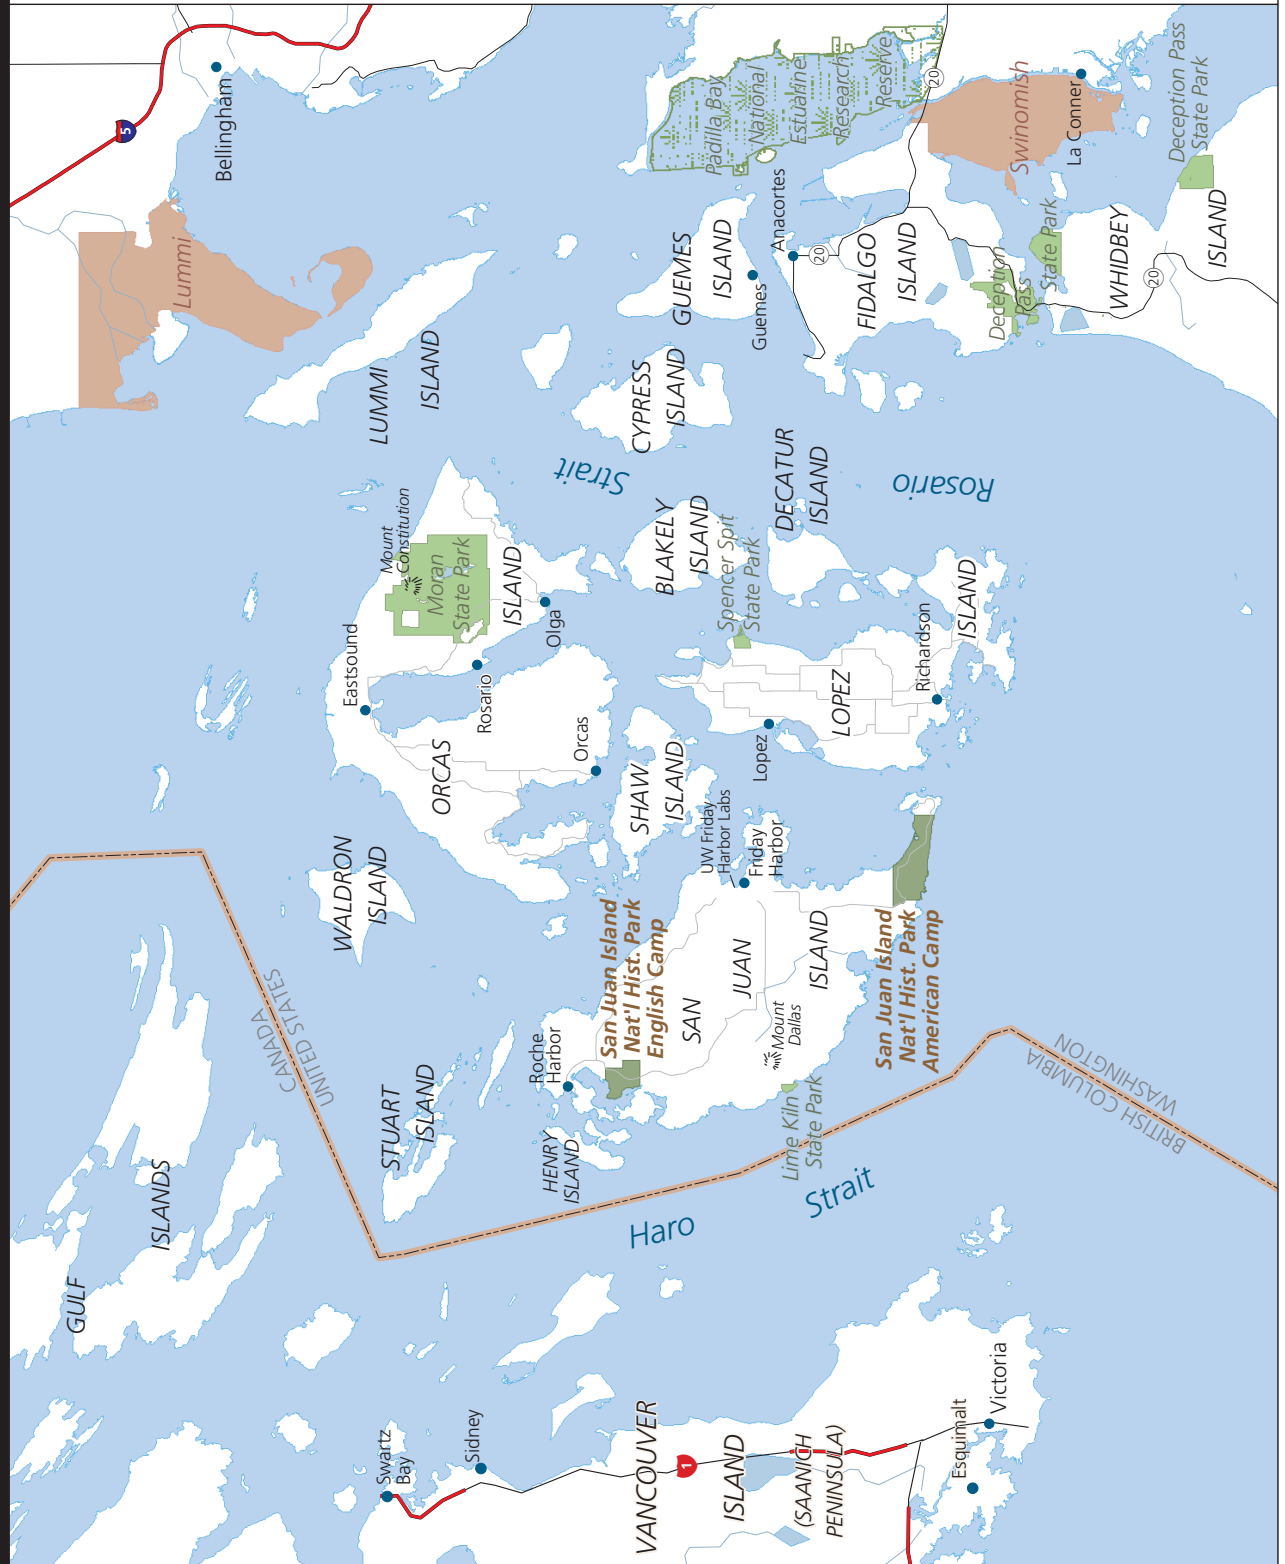 GULF
ISLANDS
CANADA
UNITED STATES
STUART
ISLAND
WALDRON
ISLAND
Lummi
Bellingham
5
LUMMI
ISLAND
Swartz
Bay
Sidney
VANCOUVER
ISLAND
(SAANICH
PENINSULA)
1
Esquimalt
Victoria
Haro
Strait
HENRY
ISLAND
Roche
Harbor
San Juan Island
Nat'l Hist. Park
English Camp
SAN
JUAN
ISLAND
Mount
Dallas
Lime Kiln
State Park
UW Friday
Harbor Labs
Friday
Harbor
San Juan Island
Nat'l Hist. Park
American Camp
BRITISH COLUMBIA
WASHINGTON
Eastsound
ORCAS
ISLAND
Rosario
Orcas
Olga
Mount
Constitution
Moran
State Park
SHAW
ISLAND
Lopez
LOPEZ
ISLAND
Richardson
Spencer Spit
State Park
BLAKELY
ISLAND
DECATUR
ISLAND
Rosario
Strait
CYPRESS
ISLAND
GUEMES
ISLAND
Guemes
Anacortes
20
FIDALGO
ISLAND
Padilla Bay
National
Estuarine
Research
Reserve
20
Swinomish
La Conner
Deception
Pass
State Park
WHIDBEY
ISLAND
20
Deception Pass
State Park